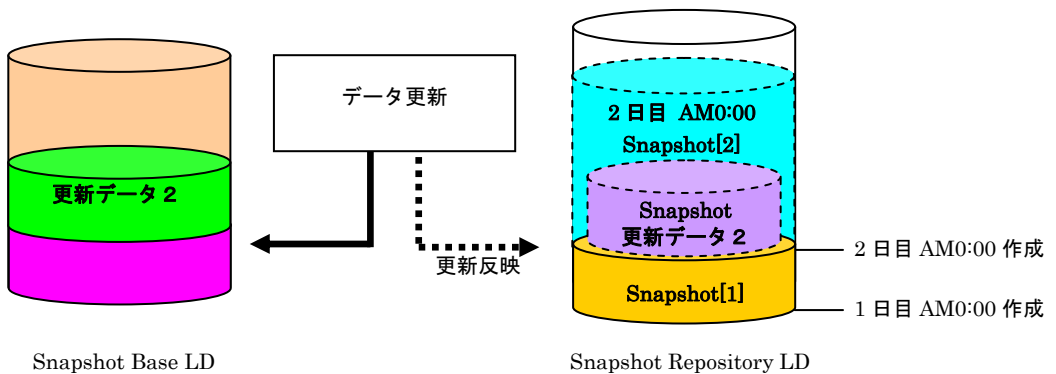 データ更新
2 日目 AM0:00
Snapshot[2]
更新データ 2
Snapshot
更新データ 2
2 日目 AM0:00 作成
更新反映
Snapshot[1]
1 日目 AM0:00 作成
Snapshot Base LD
Snapshot Repository LD